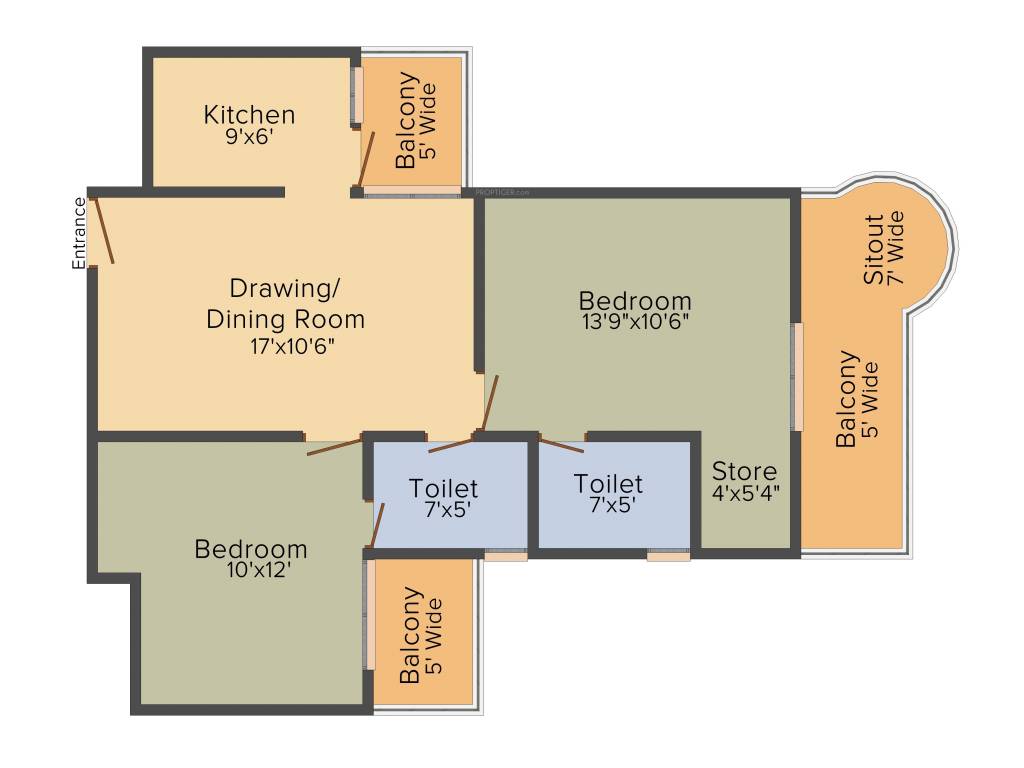 Kitchen
9'x6'
Balcony
5' Wide
PROPTIGER.com
Entrance
Sitout
7' Wide
Drawing/
Dining Room
17'x10'6"
Bedroom
13'9"x10'6"
Balcony
5' Wide
Toilet
7'x5'
Toilet
7'x5'
Store
4'x5'4"
Bedroom
10'x12'
Balcony
5' Wide